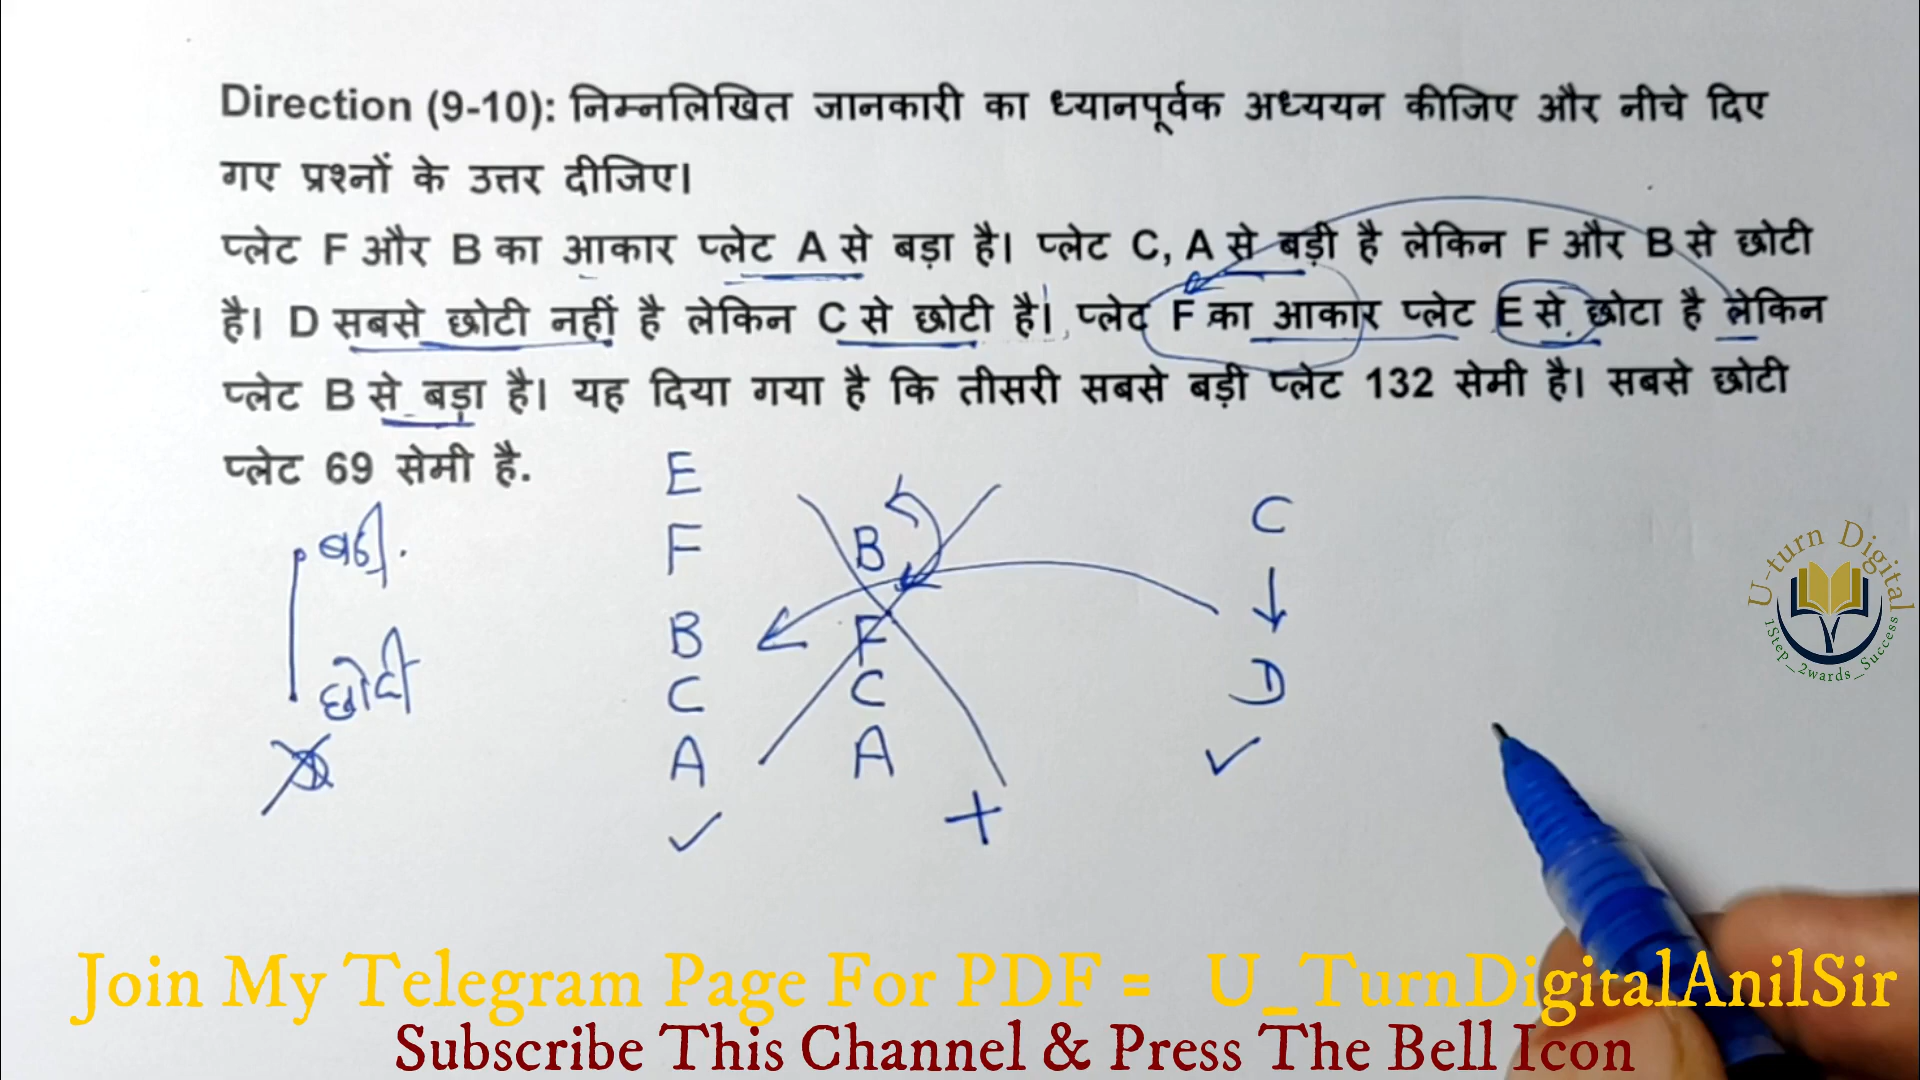 Direction (9-10): निम्नलिखित जानकारी का ध्यानपूर्वक अध्ययन कीजिए और नीचे दिए
गए प्रश्नों के उत्तर दीजिए।
प्लेट F और B का आकार प्लेट A से बड़ा है। प्लेट C, A से बड़ी है लेकिन F और B से छोटी
है। D सबसे छोटी नहीं है लेकिन C से छोटी है। प्लेट F का आकार प्लेट E से छोटा है लेकिन
प्लेट B से बड़ा है। यह दिया गया है कि तीसरी सबसे बड़ी प्लेट 132 सेमी है। सबसे छोटी
प्लेट 69 सेमी है.
E
F
B
C
A
B
F
C
A
C
D
बड़ी
छोटी
U-turn Digital
1Step_2wards_Success
Join My Telegram Page For PDF = U_TurnDigitalAnilSir
Subscribe This Channel & Press The Bell Icon